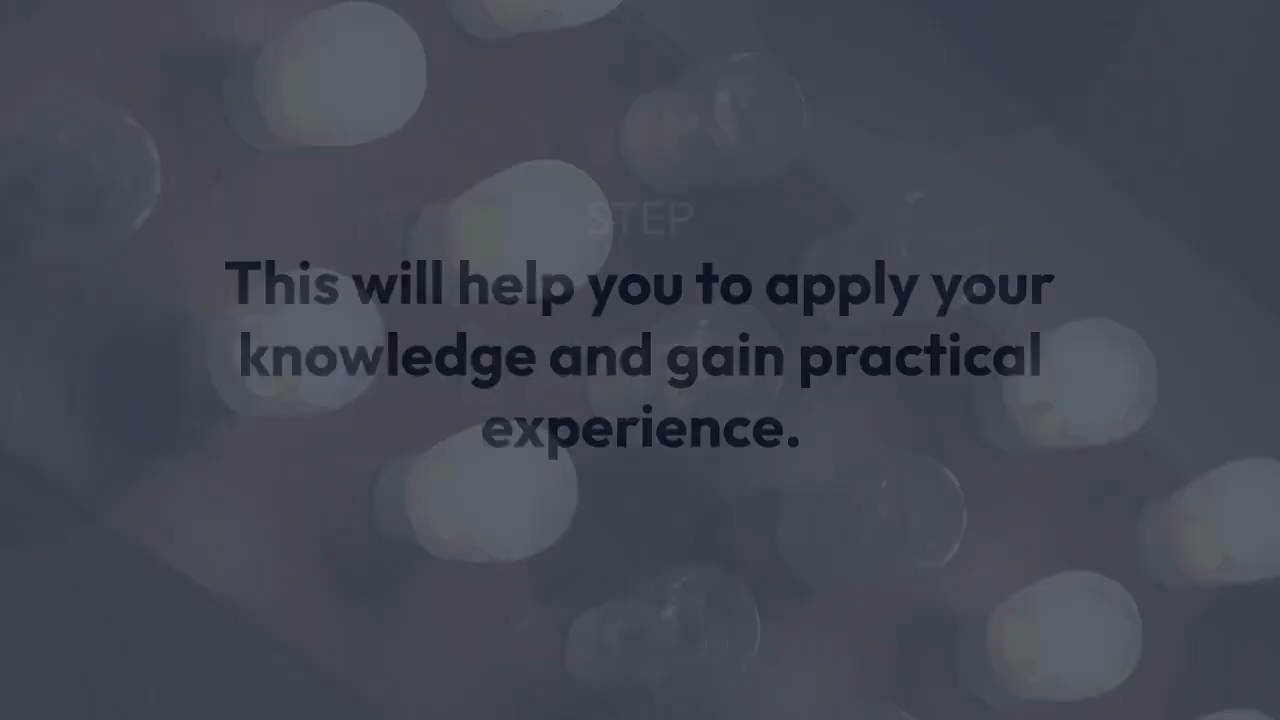 STEP
This will help you to apply your
knowledge and gain practical
experience.